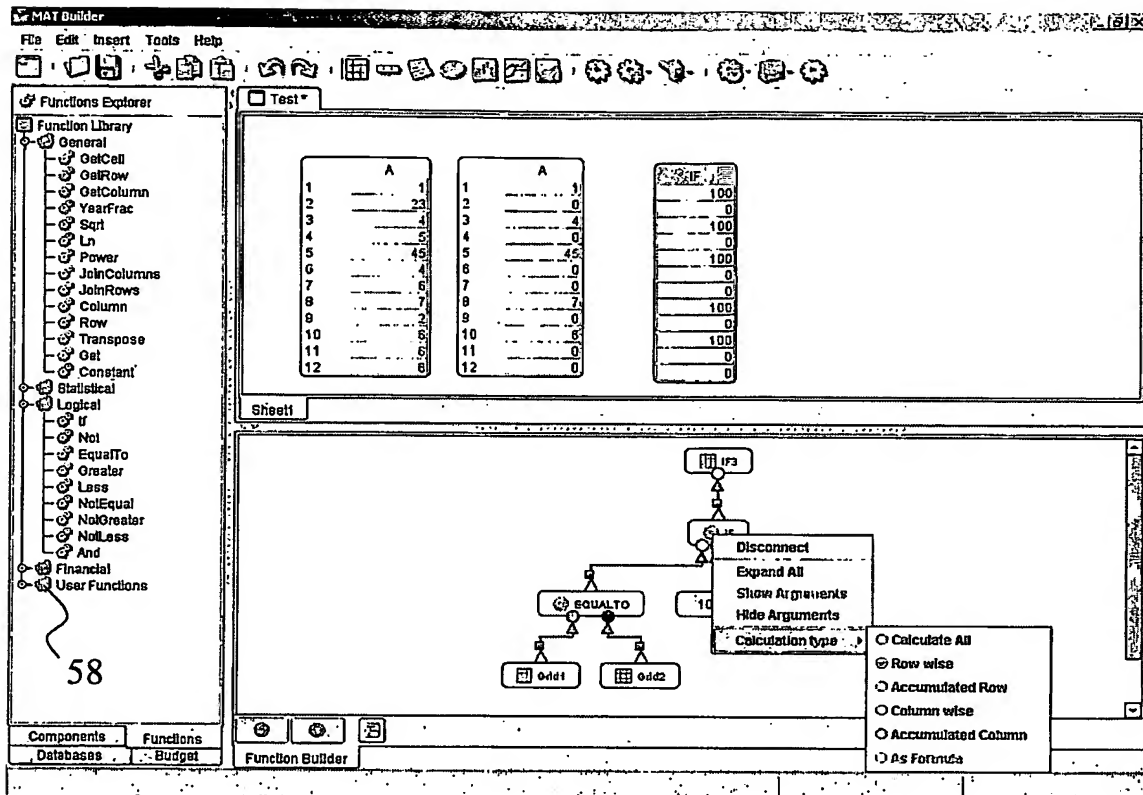 MAT Builder
File Edit Insert Tools Help
Functions Explorer
Function Library
General
GetCell
GetRow
GetColumn
YearFrac
Sqrt
Ln
Power
JoinColumns
JoinRows
Column
Row
Transpose
Get
Constant
Statistical
Logical
If
Not
EqualTo
Greater
Less
NotEqual
NotGreater
NotLess
And
Financial
User Functions
58
Components Functions
Databases Budget
Test*
A
1 1
2 23
3 4
4 5
5 45
6 4
7 6
8 7
9 2
10 6
11 6
12 6
A
1 1
2 0
3 4
4 0
5 45
6 0
7 0
8 7
9 0
10 6
11 0
12 0
IF
100
0
100
0
100
0
0
100
0
100
0
0
Sheet1
IF3
IF
EQUALTO
10
Grid1
Grid2
Disconnect
Expand All
Show Arguments
Hide Arguments
Calculation type
Calculate All
Row wise
Accumulated Row
Column wise
Accumulated Column
As Formula
Function Builder